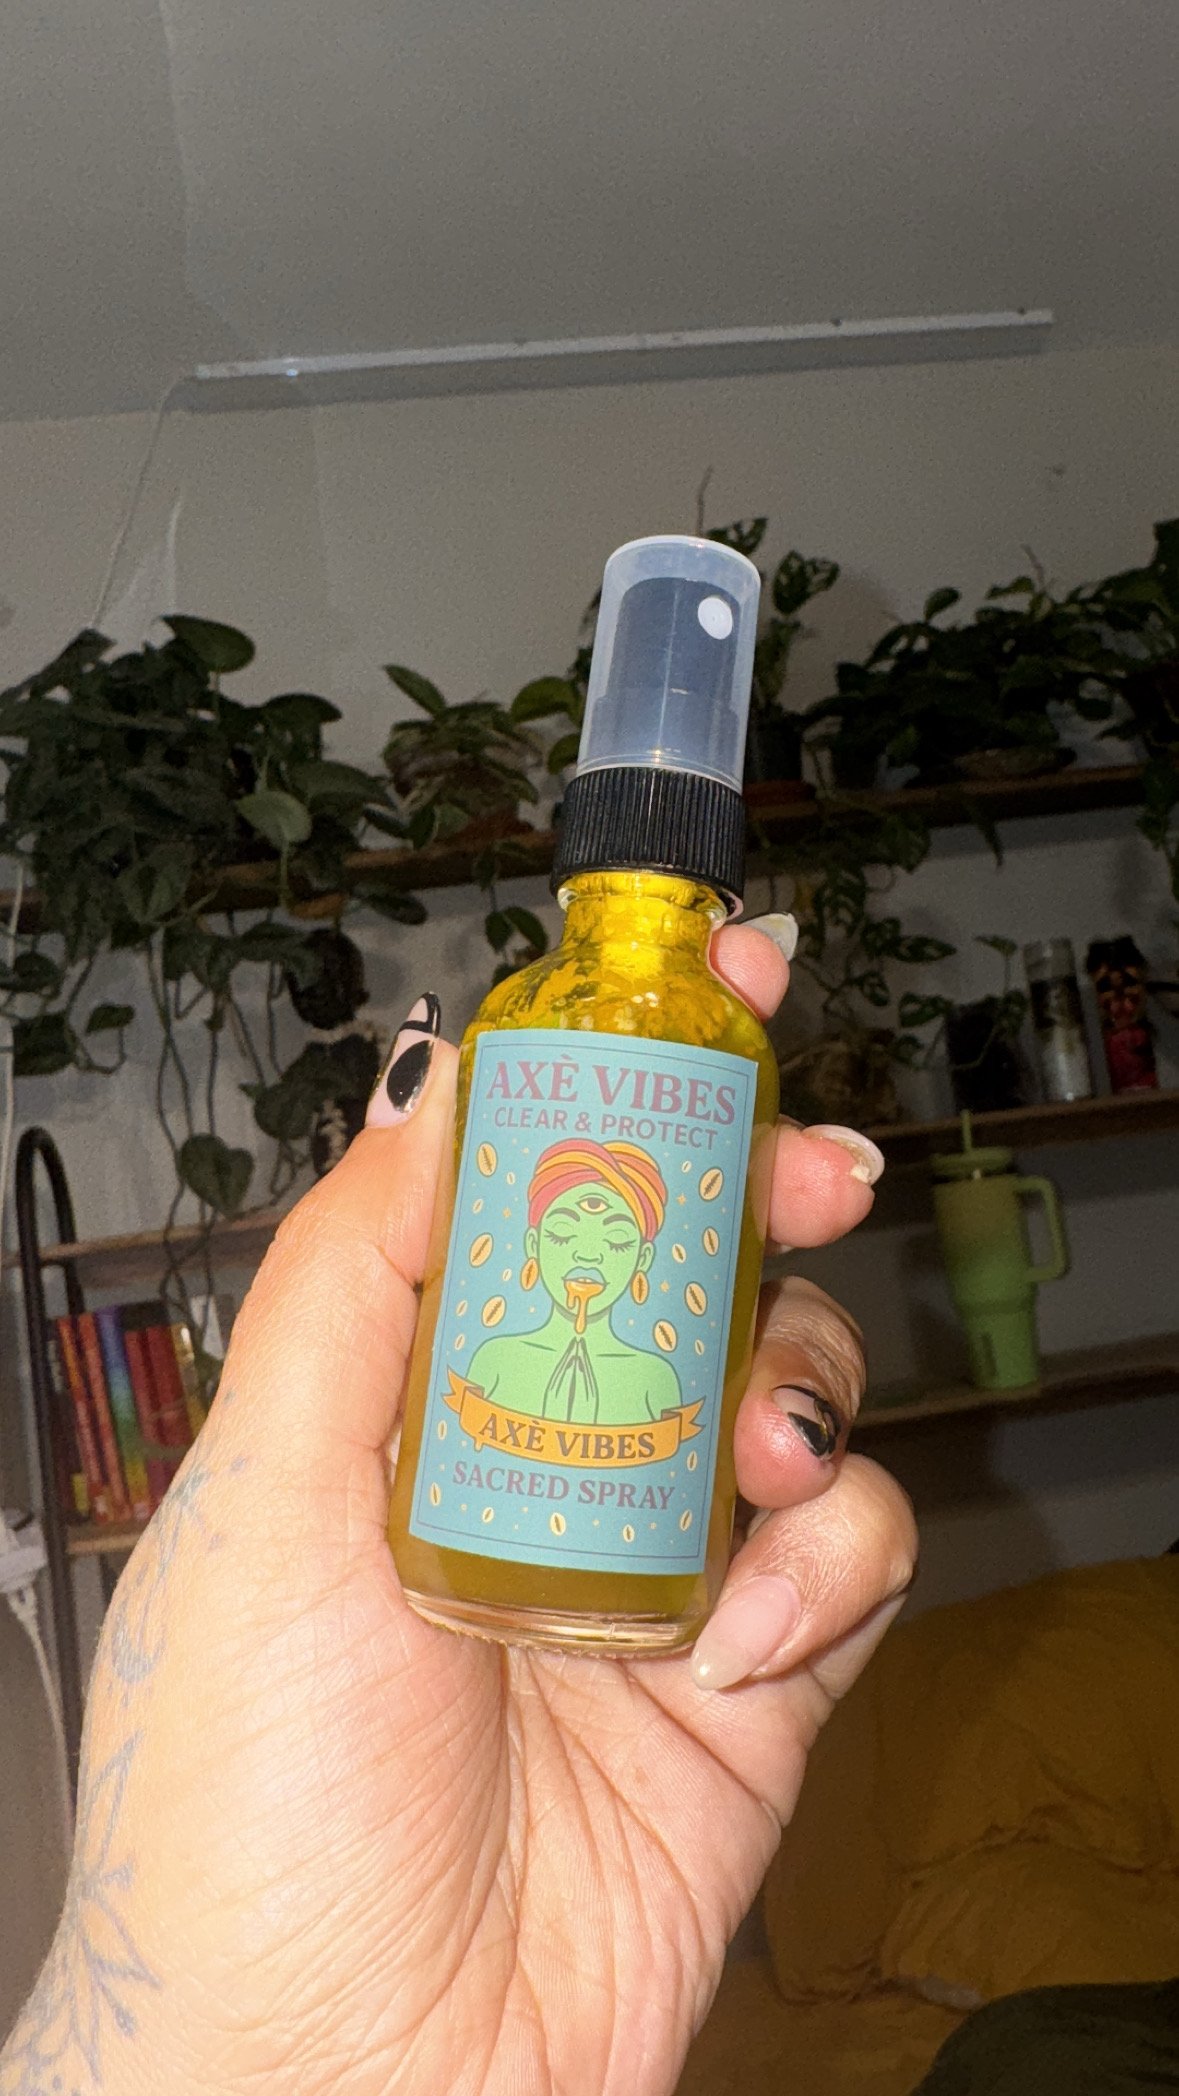 AXÈ VIBES
CLEAR & PROTECT
AXÈ VIBES
SACRED SPRAY